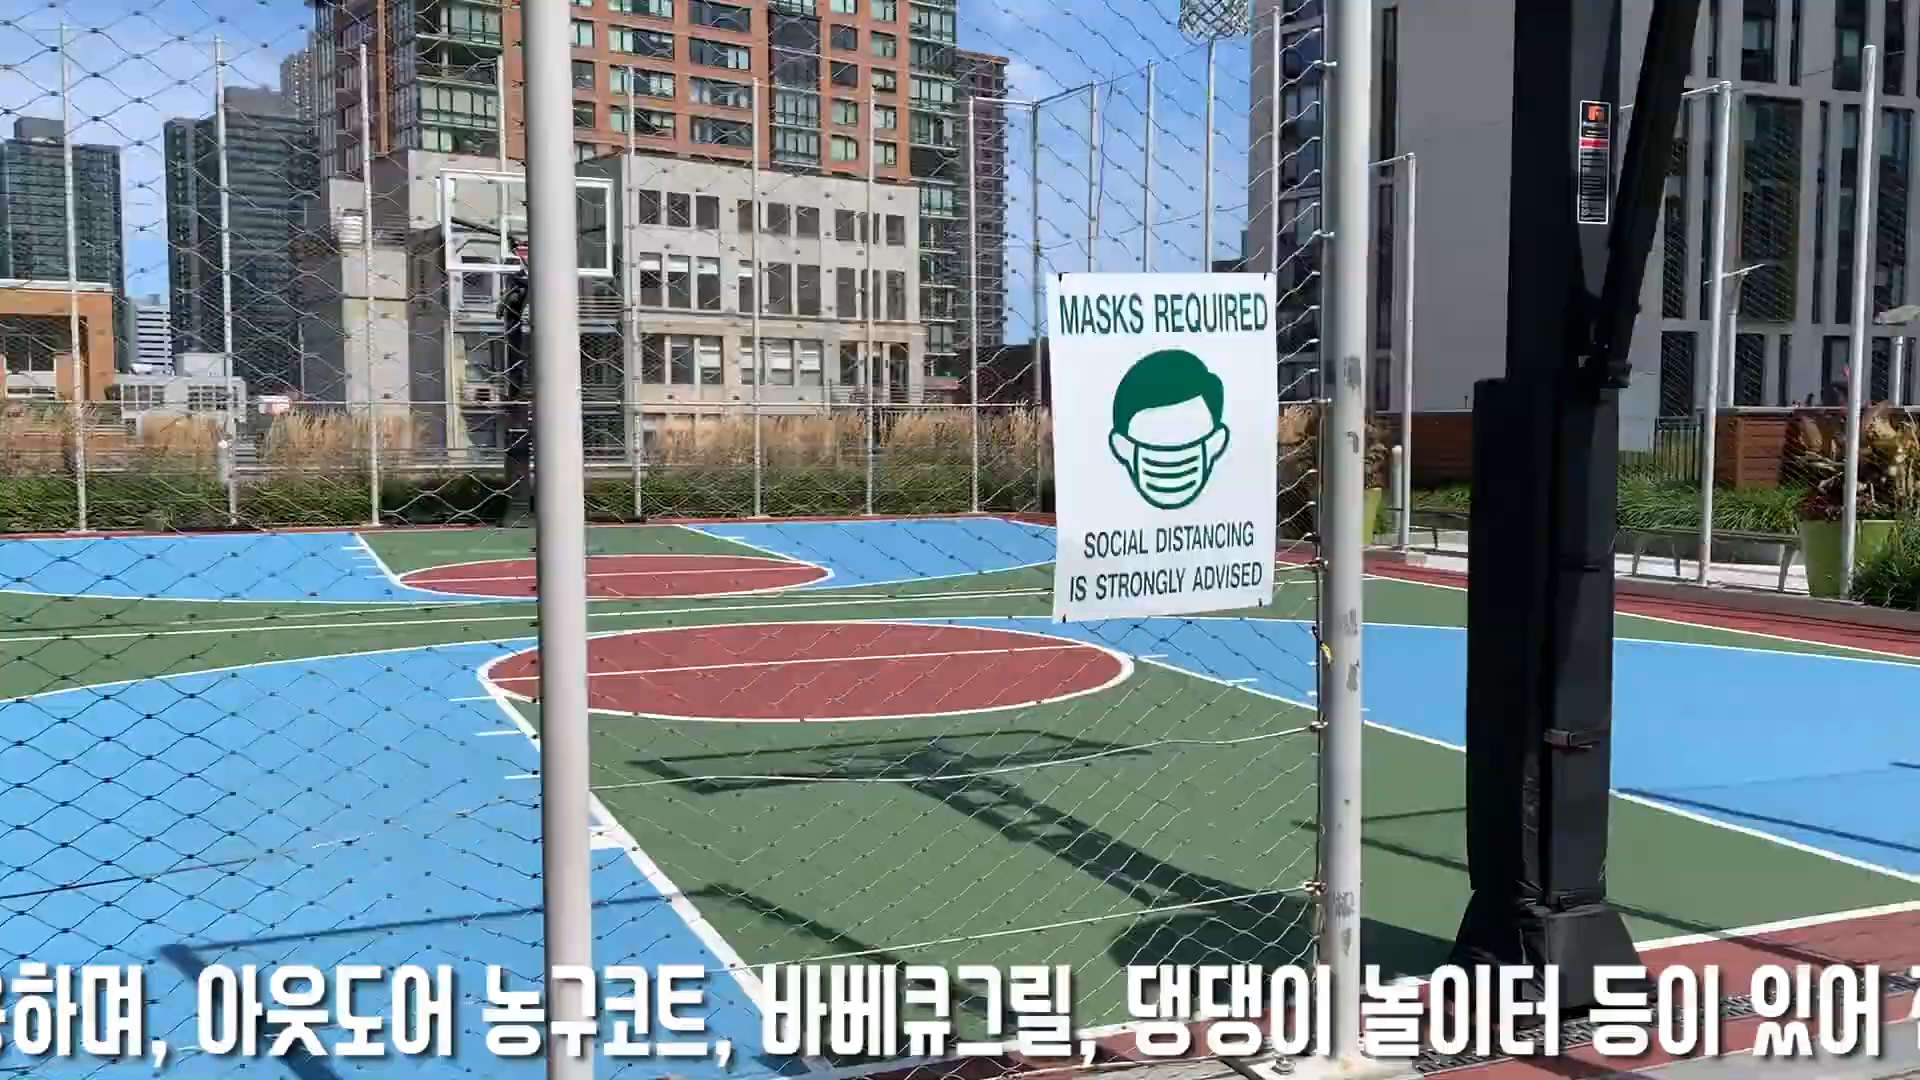 MASKS REQUIRED
SOCIAL DISTANCING
IS STRONGLY ADVISED
하며, 아웃도어 농구코트, 바베큐그릴, 댕댕이 놀이터 등이 있어